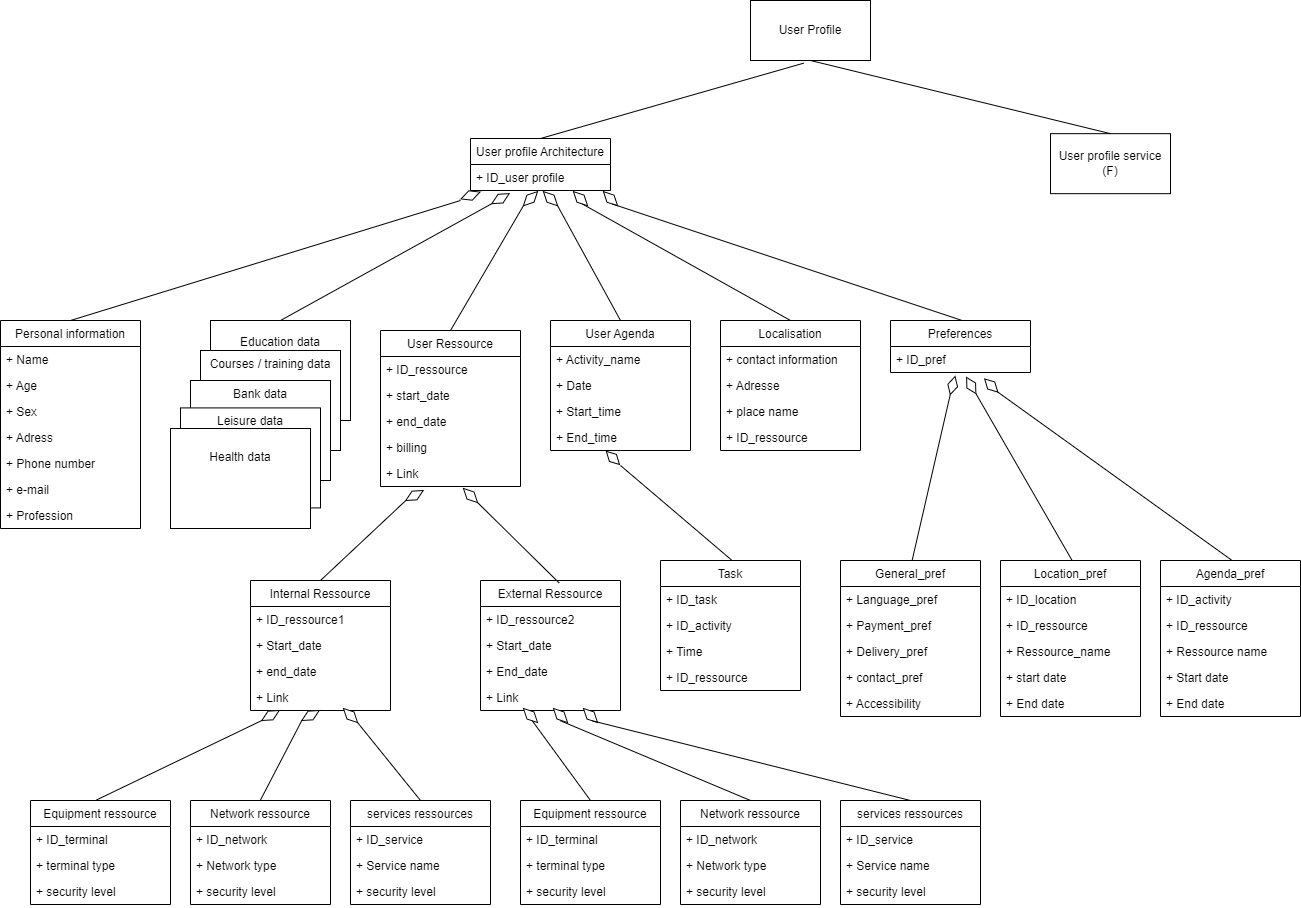 User Profile
User profile Architecture
+ ID_user profile
User profile service
(F)
Personal information
+ Name
+ Age
+ Sex
+ Adress
+ Phone number
+ e-mail
+ Profession
Education data
Courses / training data
Bank data
Leisure data
Health data
User Ressource
+ ID_ressource
+ start_date
+ end_date
+ billing
+ Link
User Agenda
+ Activity_name
+ Date
+ Start_time
+ End_time
Localisation
+ contact information
+ Adresse
+ place name
+ ID_ressource
Preferences
+ ID_pref
Internal Ressource
+ ID_ressource1
+ Start_date
+ end_date
+ Link
External Ressource
+ ID_ressource2
+ Start_date
+ End_date
+ Link
Task
+ ID_task
+ ID_activity
+ Time
+ ID_ressource
General_pref
+ Language_pref
+ Payment_pref
+ Delivery_pref
+ contact_pref
+ Accessibility
Location_pref
+ ID_location
+ ID_ressource
+ Ressource_name
+ start date
+ End date
Agenda_pref
+ ID_activity
+ ID_ressource
+ Ressource name
+ Start date
+ End date
Equipment ressource
+ ID_terminal
+ terminal type
+ security level
Network ressource
+ ID_network
+ Network type
+ security level
services ressources
+ ID_service
+ Service name
+ security level
Equipment ressource
+ ID_terminal
+ terminal type
+ security level
Network ressource
+ ID_network
+ Network type
+ security level
services ressources
+ ID_service
+ Service name
+ security level